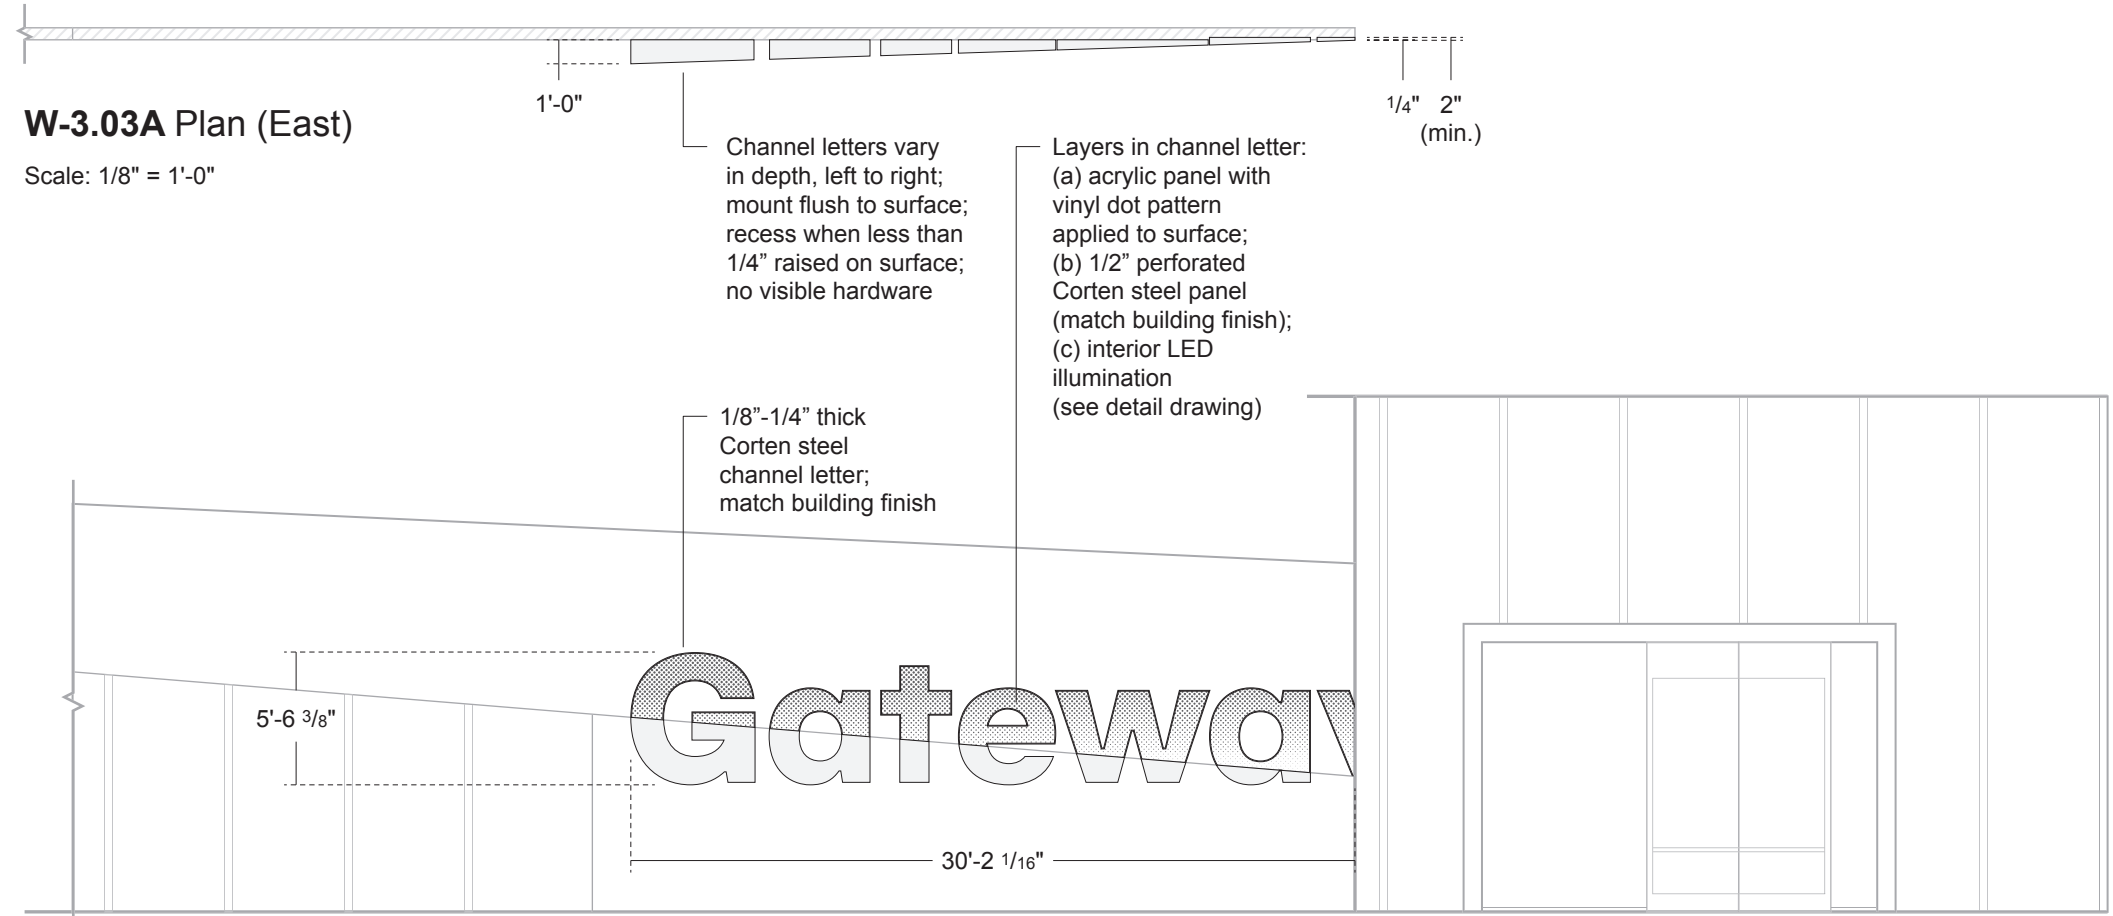 1'-0"
1/4" 2"
(min.)
W-3.03A Plan (East)
Scale: 1/8" = 1'-0"
Channel letters vary
in depth, left to right;
mount flush to surface;
recess when less than
1/4” raised on surface;
no visible hardware
Layers in channel letter:
(a) acrylic panel with
vinyl dot pattern
applied to surface;
(b) 1/2” perforated
Corten steel panel
(match building finish);
(c) interior LED
illumination
(see detail drawing)
1/8”-1/4” thick
Corten steel
channel letter;
match building finish
5'-6 3/8"
Gateway
30'-2 1/16"